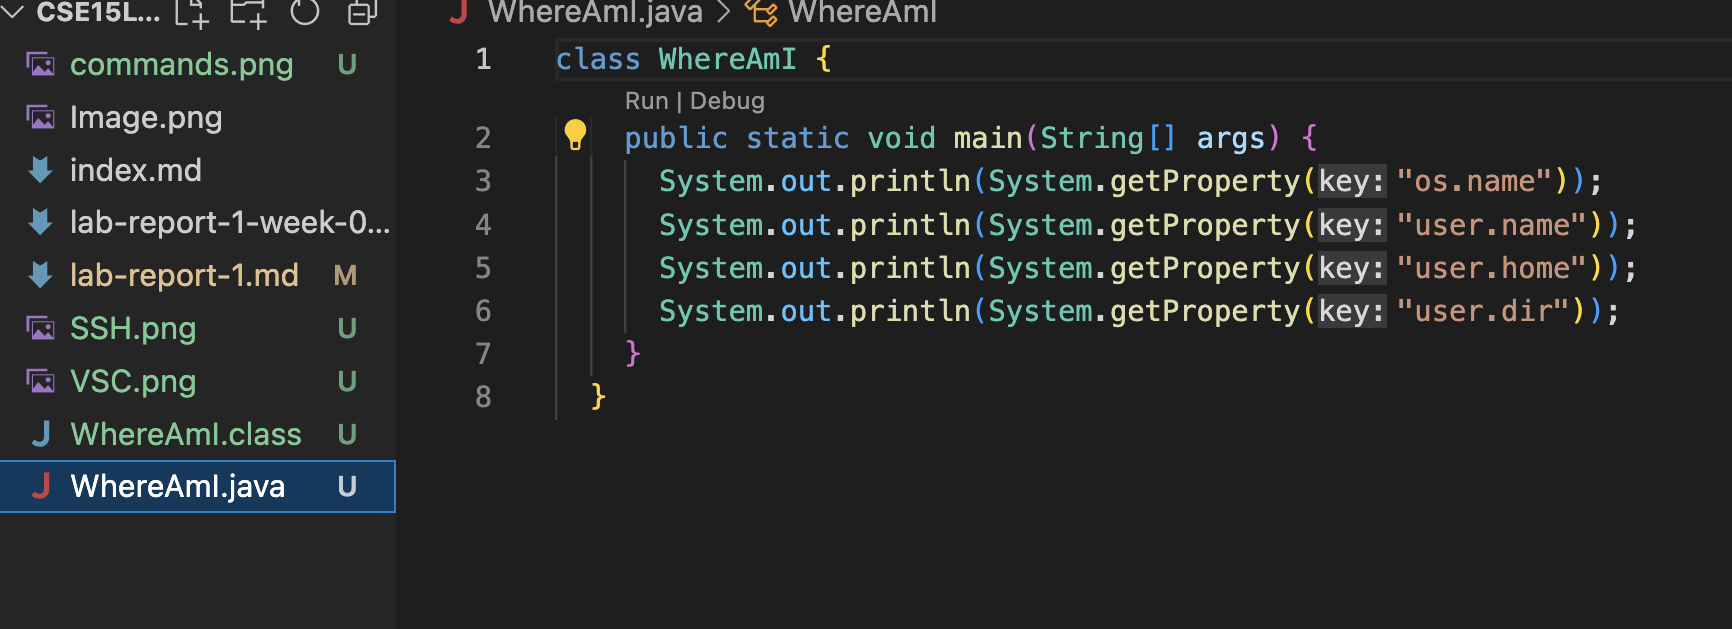 CSE15L...
commands.png U
Image.png
index.md
lab-report-1-week-0...
lab-report-1.md M
SSH.png U
VSC.png U
J WhereAmI.class U
J WhereAmI.java U
J WhereAmI.java > WhereAmI
1 class WhereAmI {
Run | Debug
2 public static void main(String[] args) {
3 System.out.println(System.getProperty(key: "os.name"));
4 System.out.println(System.getProperty(key: "user.name"));
5 System.out.println(System.getProperty(key: "user.home"));
6 System.out.println(System.getProperty(key: "user.dir"));
7 }
8 }